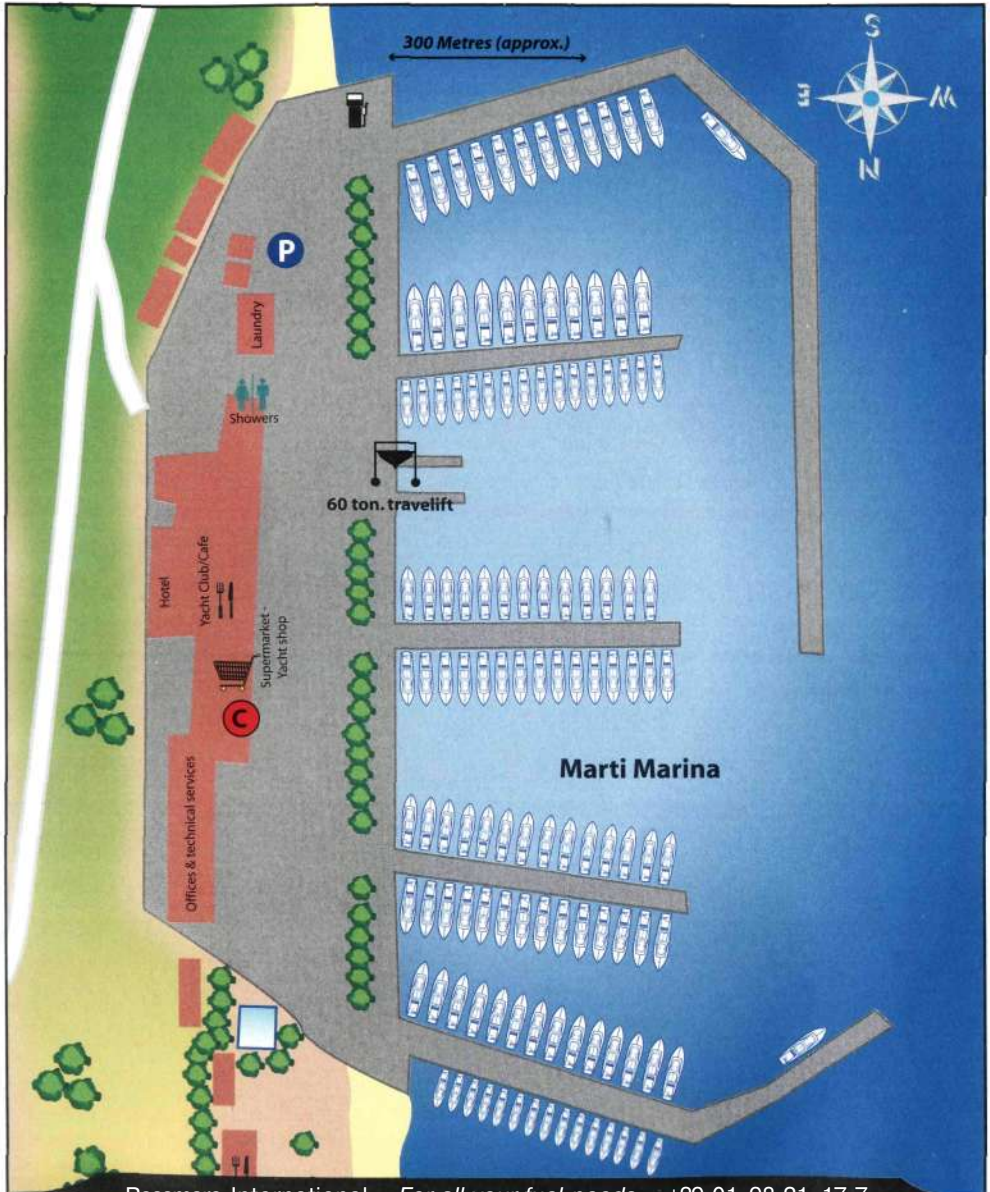 300 Metres (approx.)
S
E
W
N
P
Laundry
Showers
60 ton. travelift
Hotel
Yacht Club/Cafe
Supermarket -
Yacht shop
C
Offices & technical services
Marti Marina